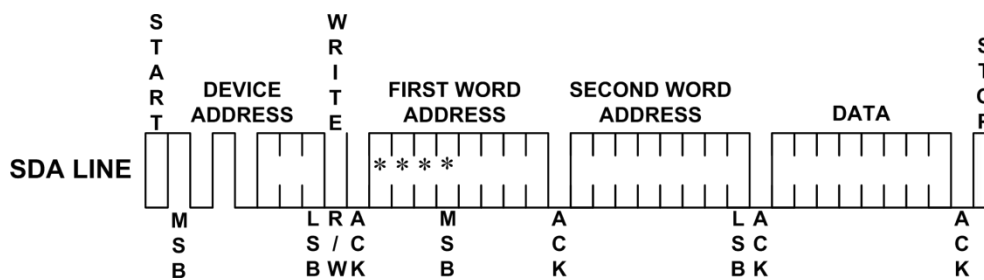 START
WRITE
STOP
DEVICE
ADDRESS
FIRST WORD
ADDRESS
SECOND WORD
ADDRESS
DATA
SDA LINE
* * * *
MSB
LSB
R/W
ACK
MSB
ACK
LSB
ACK
ACK